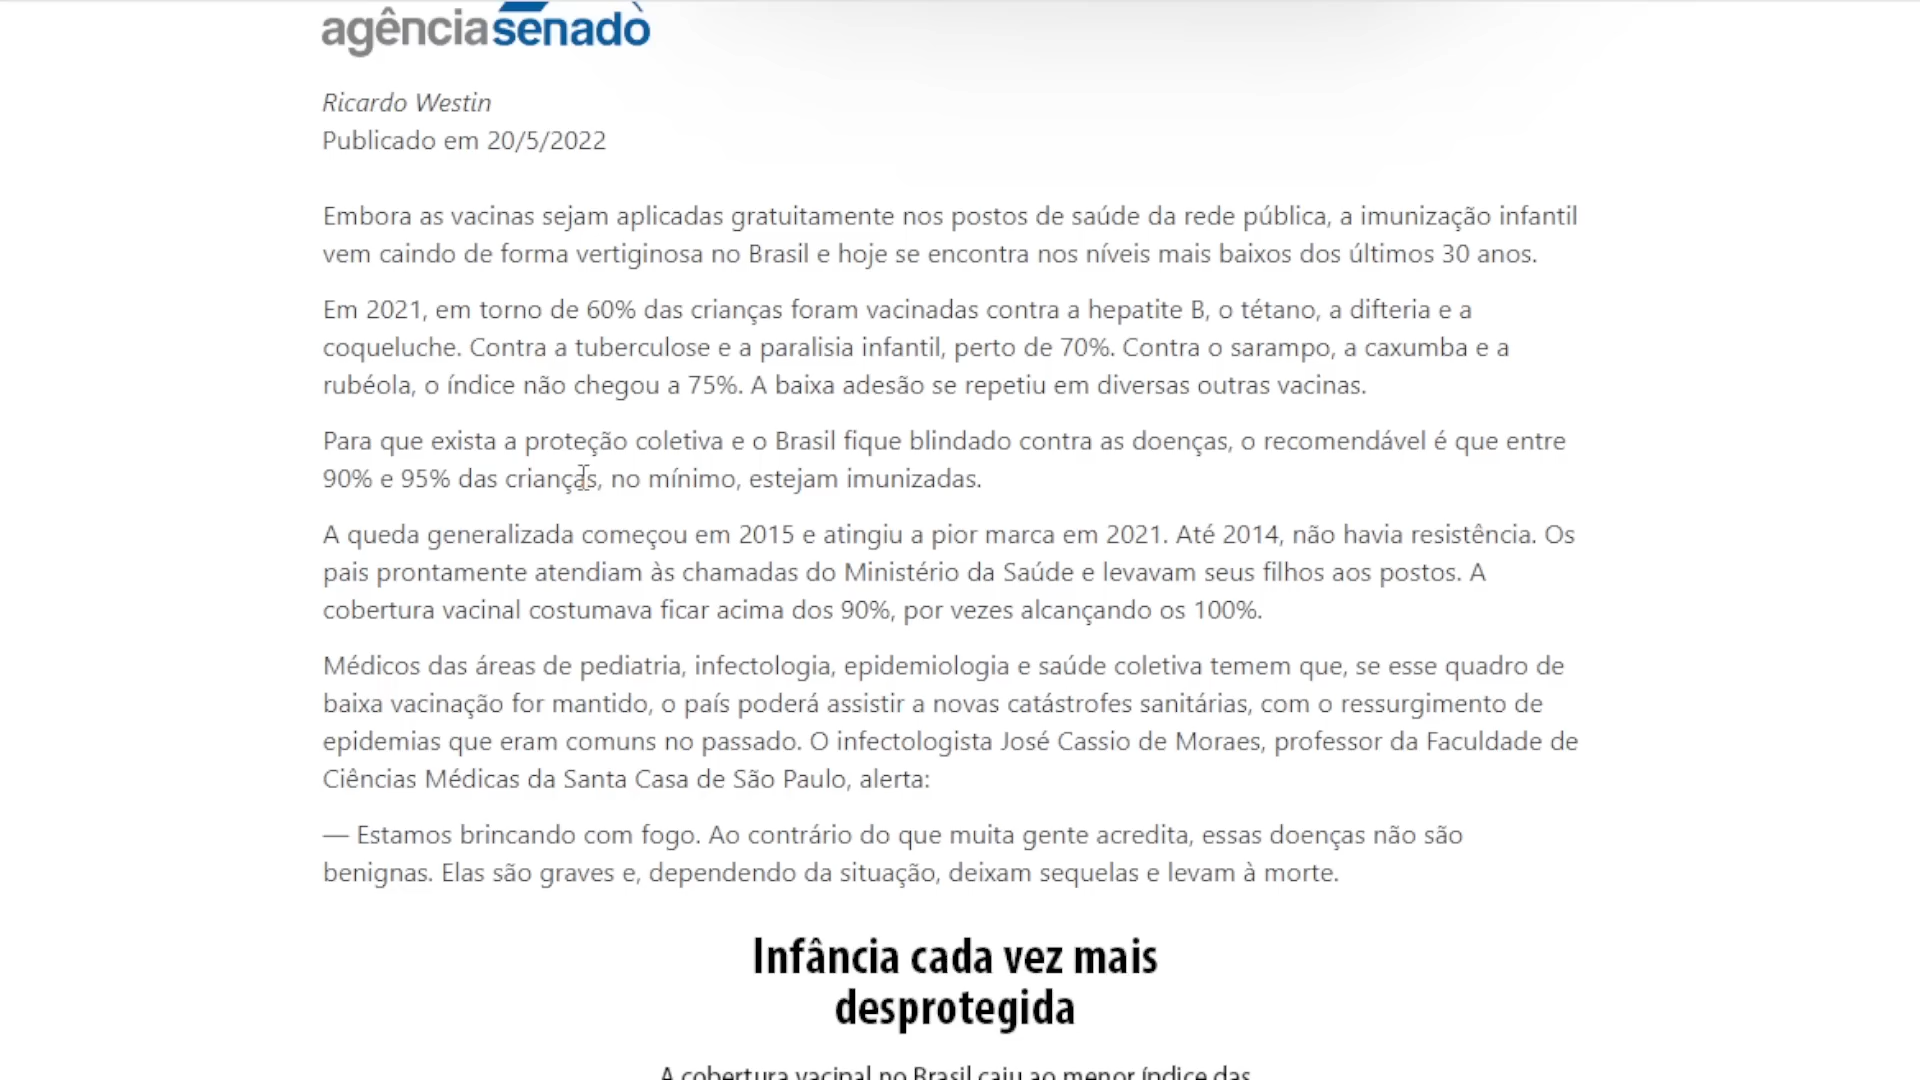 agênciasenado
Ricardo Westin
Publicado em 20/5/2022
Embora as vacinas sejam aplicadas gratuitamente nos postos de saúde da rede pública, a imunização infantil
vem caindo de forma vertiginosa no Brasil e hoje se encontra nos níveis mais baixos dos últimos 30 anos.
Em 2021, em torno de 60% das crianças foram vacinadas contra a hepatite B, o tétano, a difteria e a
coqueluche. Contra a tuberculose e a paralisia infantil, perto de 70%. Contra o sarampo, a caxumba e a
rubéola, o índice não chegou a 75%. A baixa adesão se repetiu em diversas outras vacinas.
Para que exista a proteção coletiva e o Brasil fique blindado contra as doenças, o recomendável é que entre
90% e 95% das crianças, no mínimo, estejam imunizadas.
A queda generalizada começou em 2015 e atingiu a pior marca em 2021. Até 2014, não havia resistência. Os
pais prontamente atendiam às chamadas do Ministério da Saúde e levavam seus filhos aos postos. A
cobertura vacinal costumava ficar acima dos 90%, por vezes alcançando os 100%.
Médicos das áreas de pediatria, infectologia, epidemiologia e saúde coletiva temem que, se esse quadro de
baixa vacinação for mantido, o país poderá assistir a novas catástrofes sanitárias, com o ressurgimento de
epidemias que eram comuns no passado. O infectologista José Cassio de Moraes, professor da Faculdade de
Ciências Médicas da Santa Casa de São Paulo, alerta:
— Estamos brincando com fogo. Ao contrário do que muita gente acredita, essas doenças não são
benignas. Elas são graves e, dependendo da situação, deixam sequelas e levam à morte.
Infância cada vez mais
desprotegida
A cobertura vacinal no Brasil caiu ao menor índice das